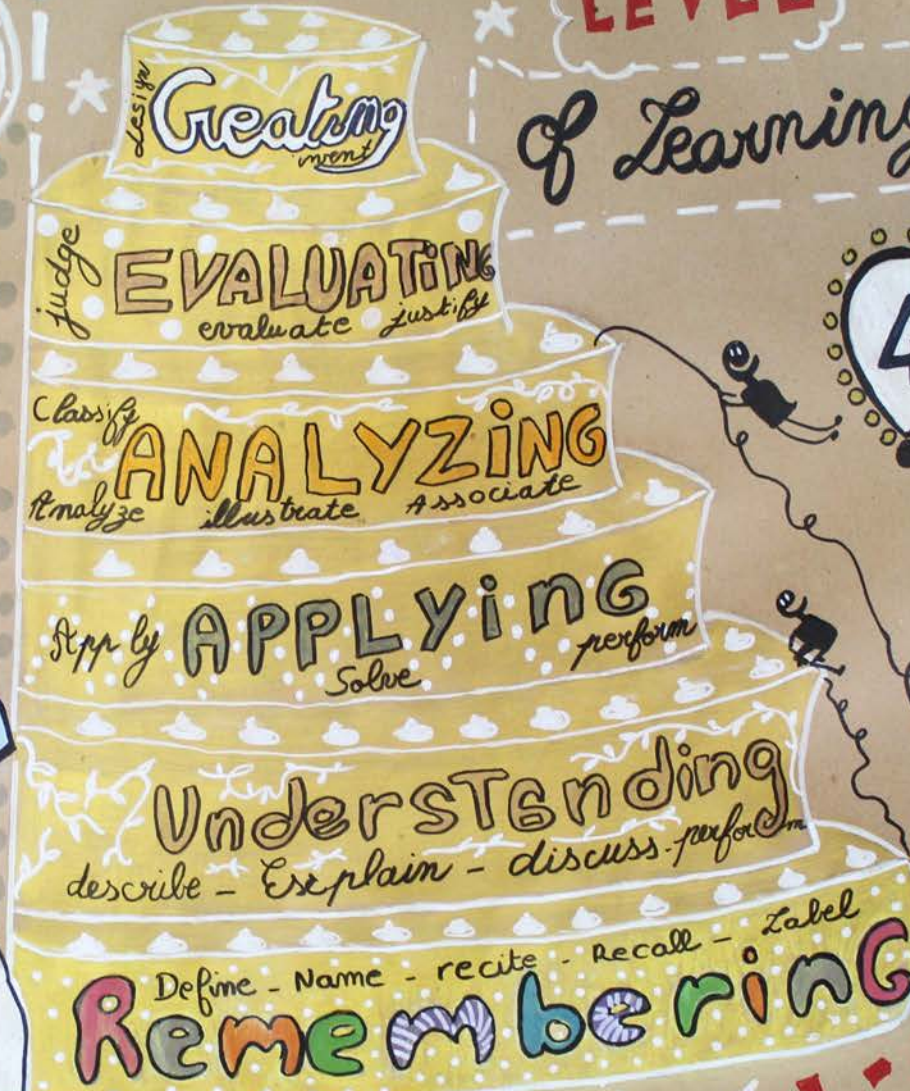 LEVEL
of Learning
design
Creating
invent
judge
EVALUATiNG
evaluate justify
Classify
ANALYZiNG
Analyze illustrate Associate
Apply APPLYinG perform
Solve
UndersTanding
describe - Explain - discuss - perform
Define - Name - recite - Recall - Label
Remembering